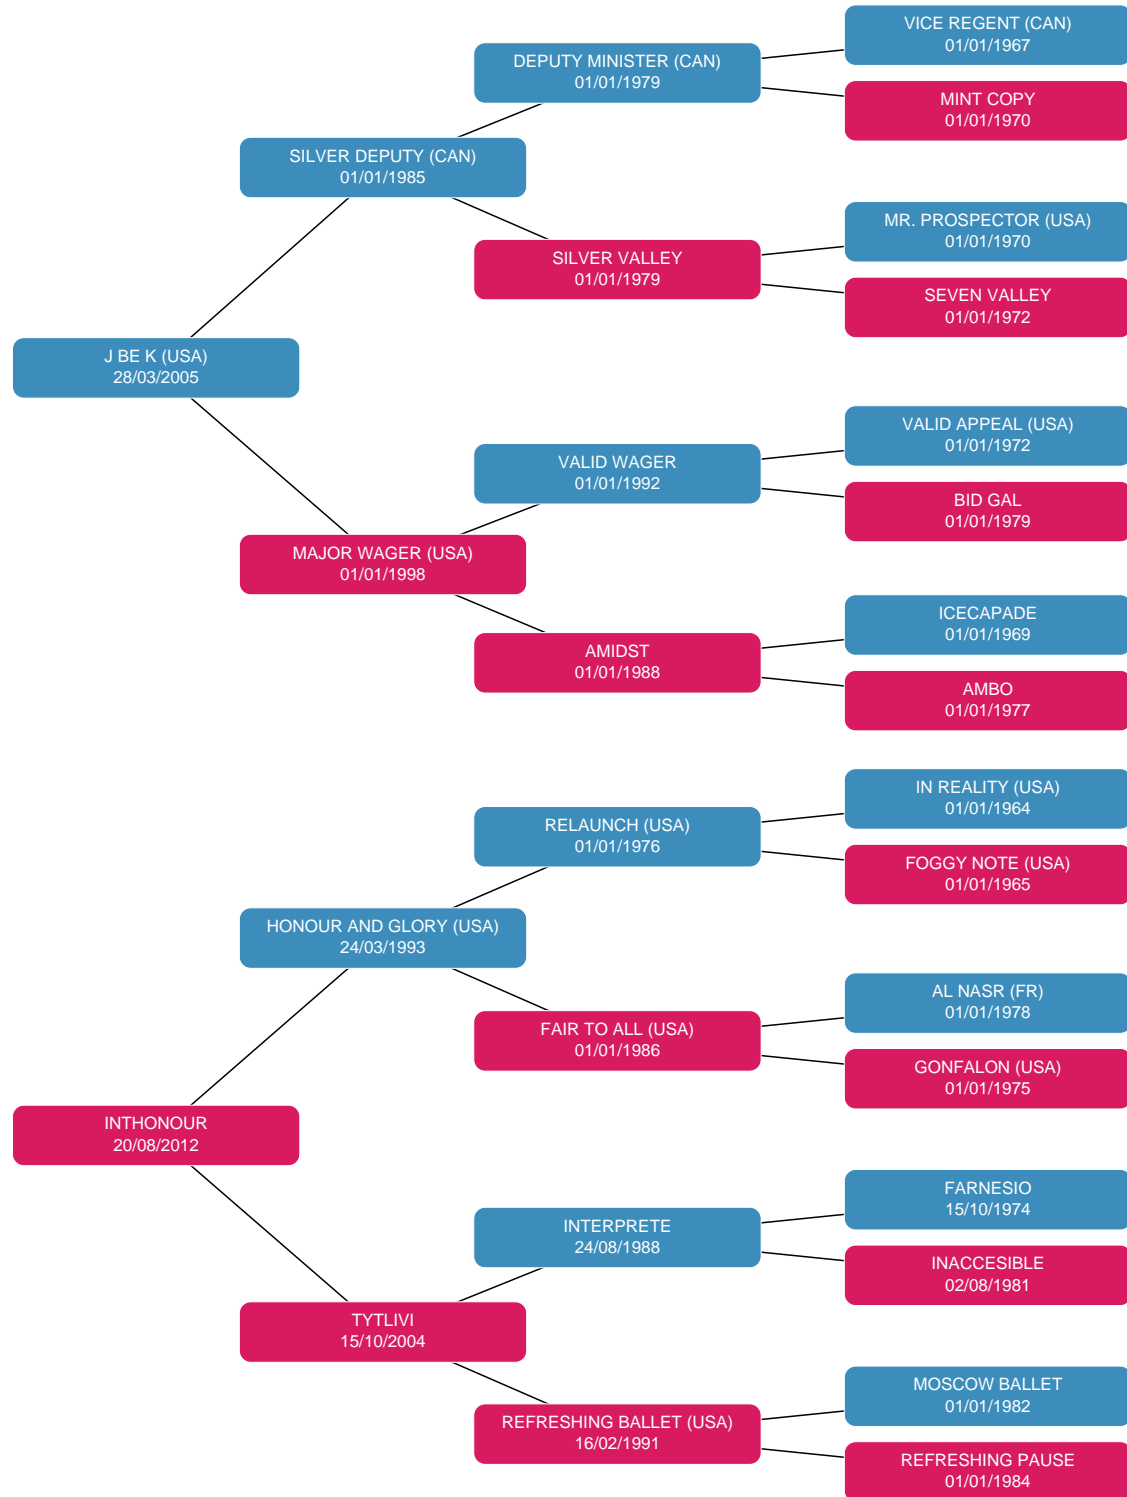 VICE REGENT (CAN)
01/01/1967
DEPUTY MINISTER (CAN)
01/01/1979
MINT COPY
01/01/1970
SILVER DEPUTY (CAN)
01/01/1985
MR. PROSPECTOR (USA)
01/01/1970
SILVER VALLEY
01/01/1979
SEVEN VALLEY
01/01/1972
J BE K (USA)
28/03/2005
VALID APPEAL (USA)
01/01/1972
VALID WAGER
01/01/1992
BID GAL
01/01/1979
MAJOR WAGER (USA)
01/01/1998
ICECAPADE
01/01/1969
AMIDST
01/01/1988
AMBO
01/01/1977
IN REALITY (USA)
01/01/1964
RELAUNCH (USA)
01/01/1976
FOGGY NOTE (USA)
01/01/1965
HONOUR AND GLORY (USA)
24/03/1993
AL NASR (FR)
01/01/1978
FAIR TO ALL (USA)
01/01/1986
GONFALON (USA)
01/01/1975
INTHONOUR
20/08/2012
FARNESIO
15/10/1974
INTERPRETE
24/08/1988
INACCESIBLE
02/08/1981
TYTLIVI
15/10/2004
MOSCOW BALLET
01/01/1982
REFRESHING BALLET (USA)
16/02/1991
REFRESHING PAUSE
01/01/1984